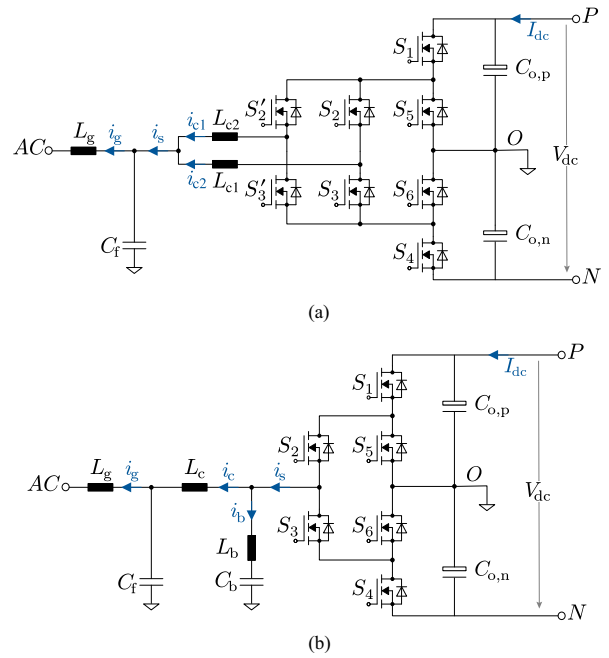 P
I_dc
S_1
C_o,p
i_c1 L_c2 S′_2 S_2 S_5
AC L_g i_g i_s
O
V_dc
i_c2 L_c1 S′_3 S_3 S_6
C_f
C_o,n
S_4
N
(a)
P
I_dc
S_1
C_o,p
S_2 S_5
AC L_g i_g L_c i_c i_s
O
V_dc
i_b
S_3 S_6
L_b
C_f C_b
C_o,n
S_4
N
(b)